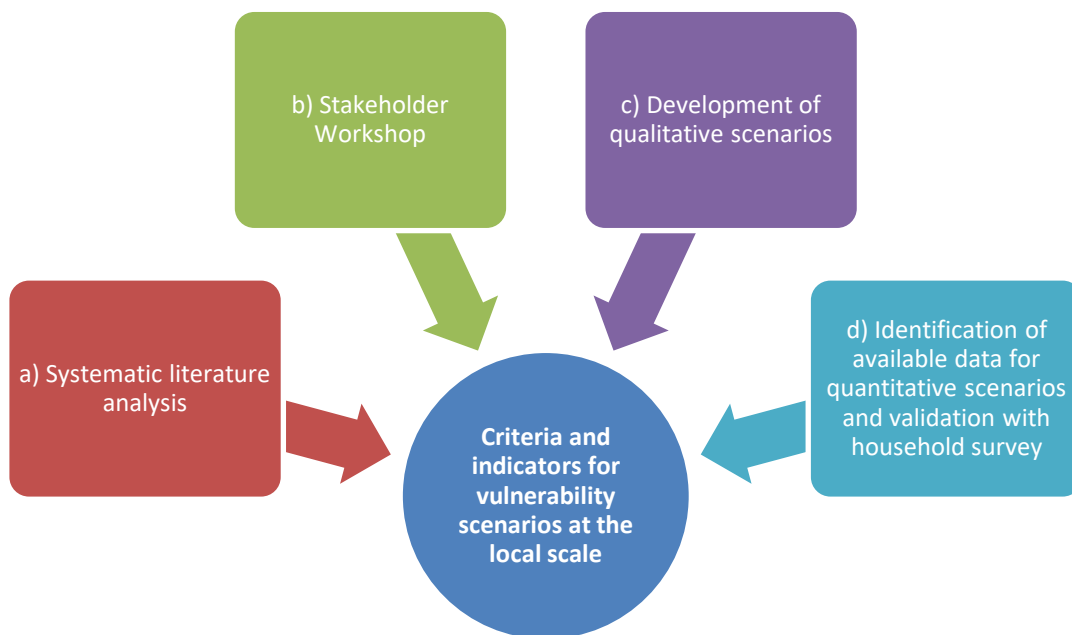 a) Systematic literature
analysis
b) Stakeholder
Workshop
c) Development of
qualitative scenarios
d) Identification of
available data for
quantitative scenarios
and validation with
household survey
Criteria and
indicators for
vulnerability
scenarios at the
local scale